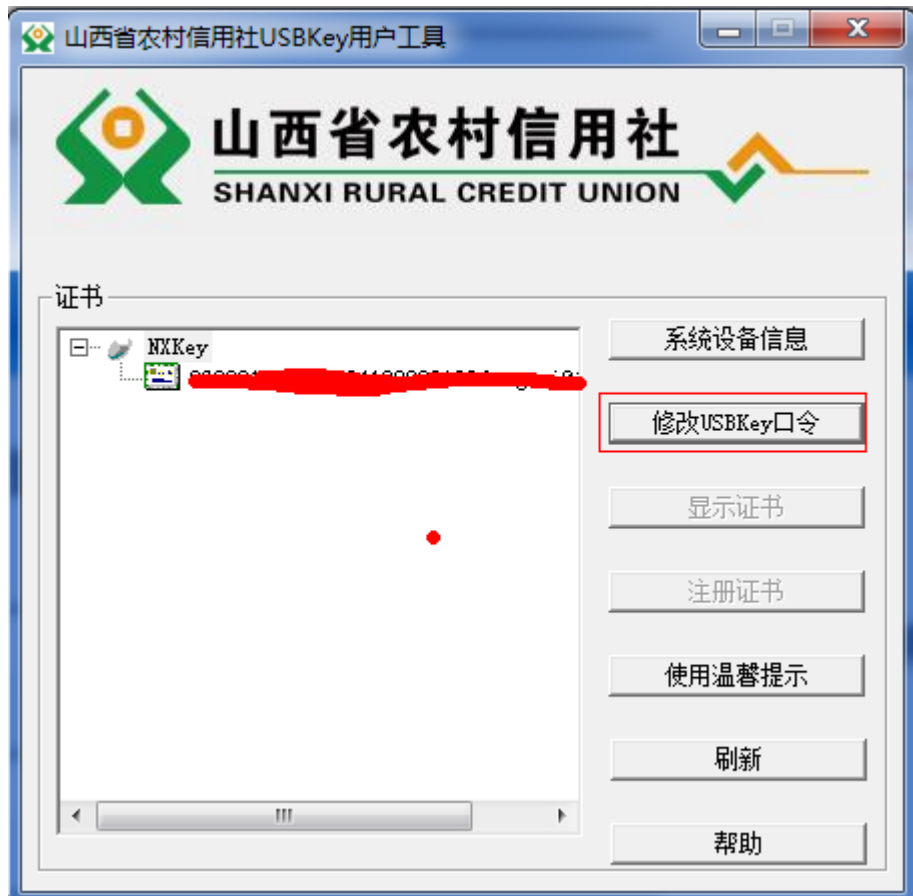 山西省农村信用社USBKey用户工具
山西省农村信用社
SHANXI RURAL CREDIT UNION
证书
NXKey
系统设备信息
修改USBKey口令
显示证书
注册证书
使用温馨提示
刷新
帮助